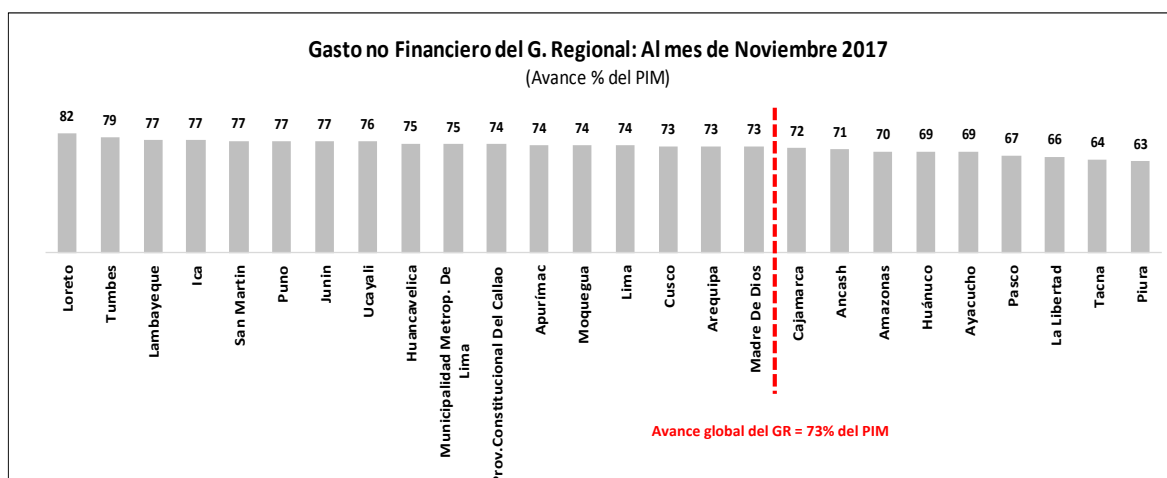 Gasto no Financiero del G. Regional: Al mes de Noviembre 2017
(Avance % del PIM)
82 79 77 77 77 77 77 76 75 75 74 74 74 74 73 73 73 72 71 70 69 69 67 66 64 63
Loreto
Tumbes
Lambayeque
Ica
San Martin
Puno
Junin
Ucayali
Huancavelica
Municipalidad Metrop. De
Lima
Prov.Constitucional Del Callao
Apurímac
Moquegua
Lima
Cusco
Arequipa
Madre De Dios
Cajamarca
Ancash
Amazonas
Huánuco
Ayacucho
Pasco
La Libertad
Tacna
Piura
Avance global del GR = 73% del PIM